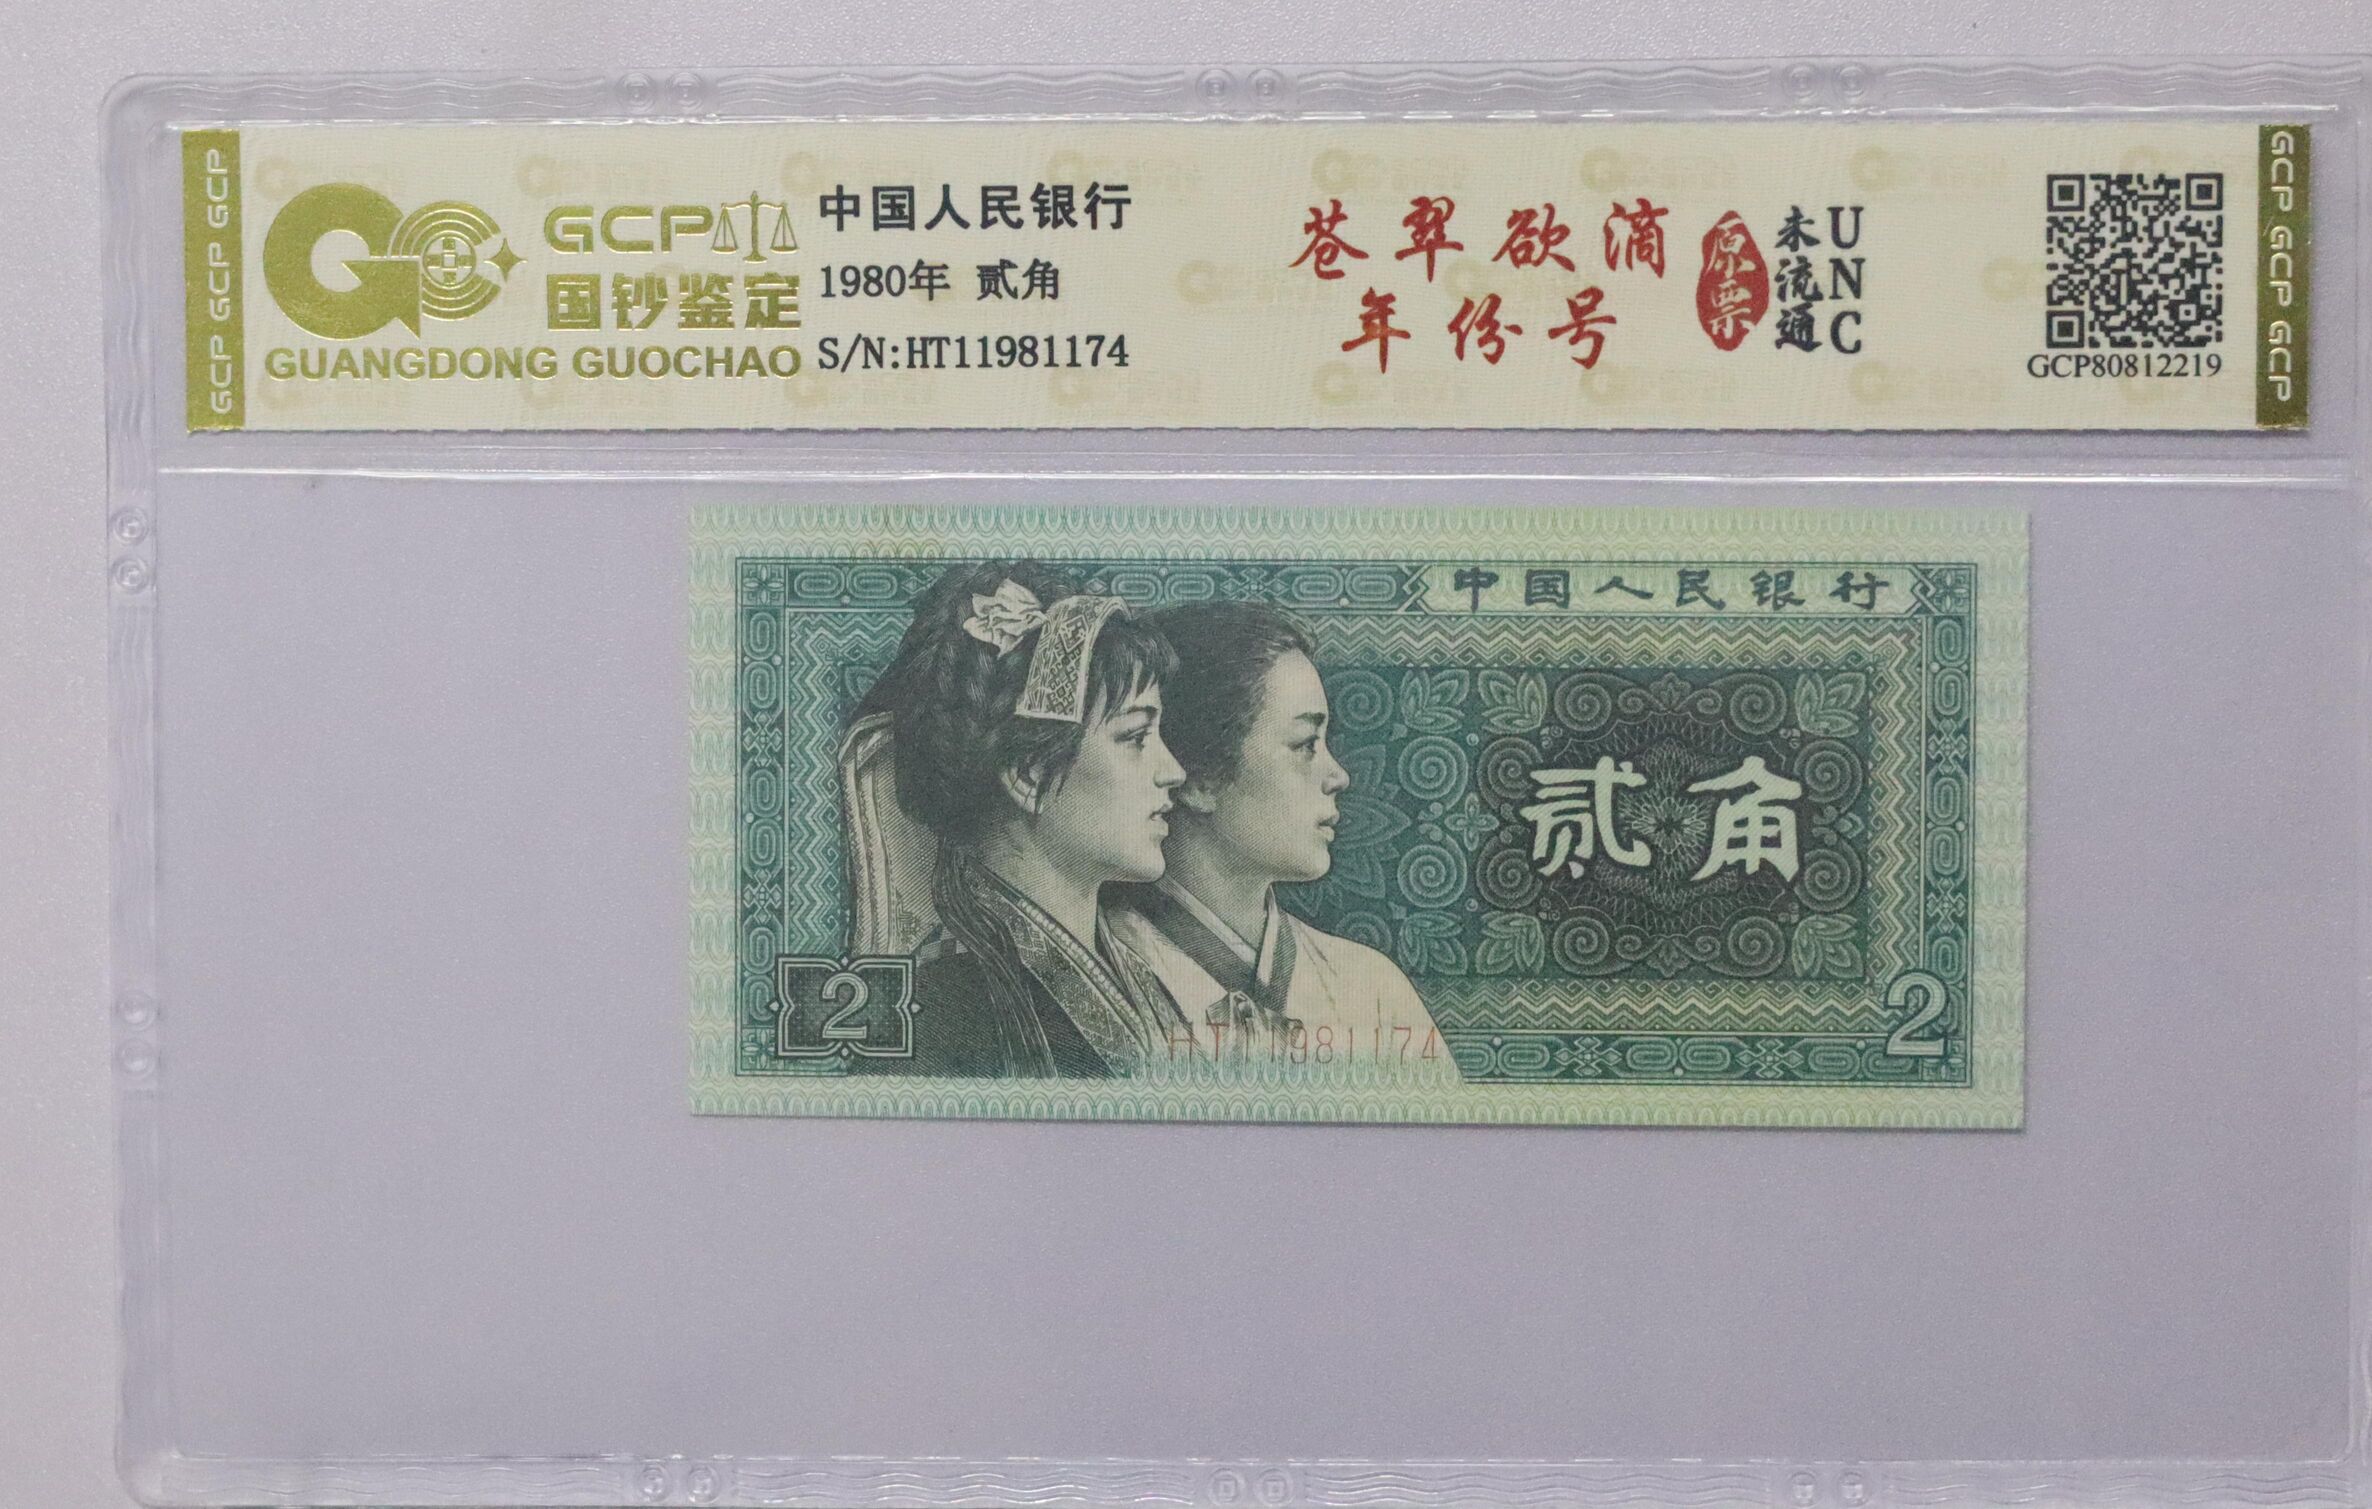 GCP GCP GCP
GCP
国钞鉴定
GUANGDONG GUOCHAO
中国人民银行
1980年 贰角
S/N:HT11981174
苍翠欲滴
年份号
原票
未流通
UNC
GCP80812219
GCP GCP GCP
中国人民银行
贰角
2
HT11981174
2